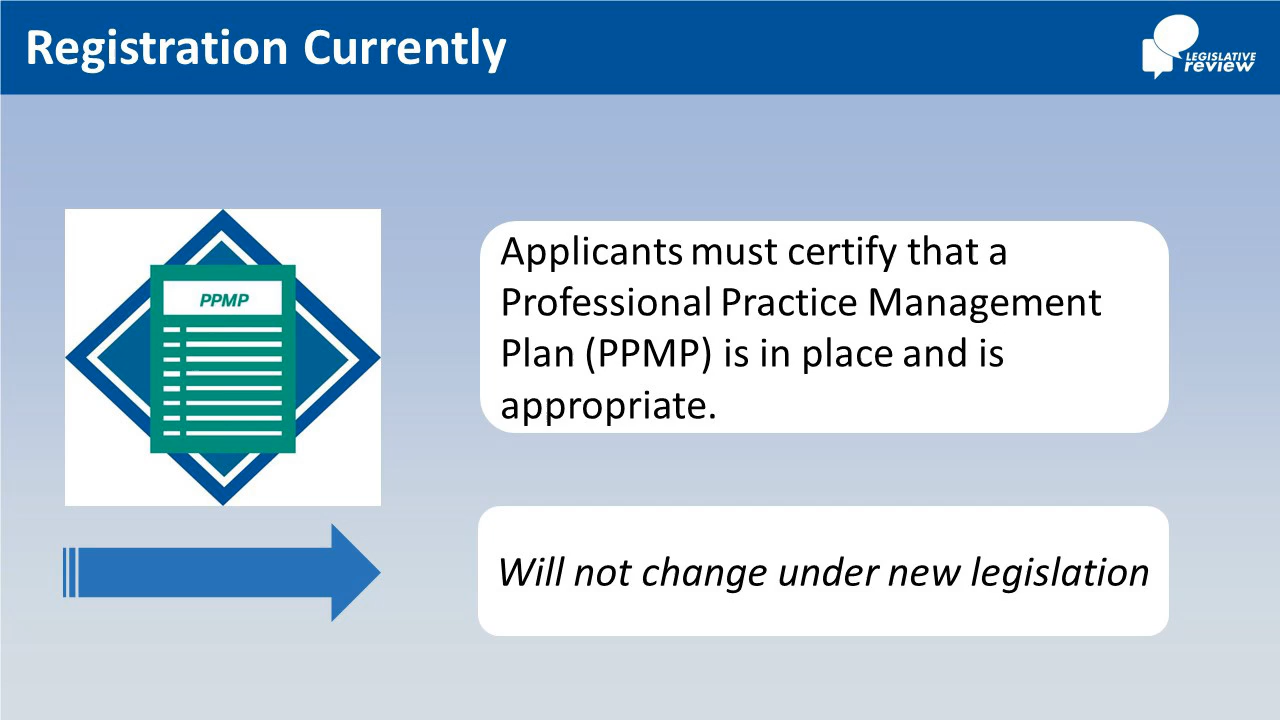 Registration Currently
LEGISLATIVE
review
PPMP
Applicants must certify that a
Professional Practice Management
Plan (PPMP) is in place and is
appropriate.
Will not change under new legislation